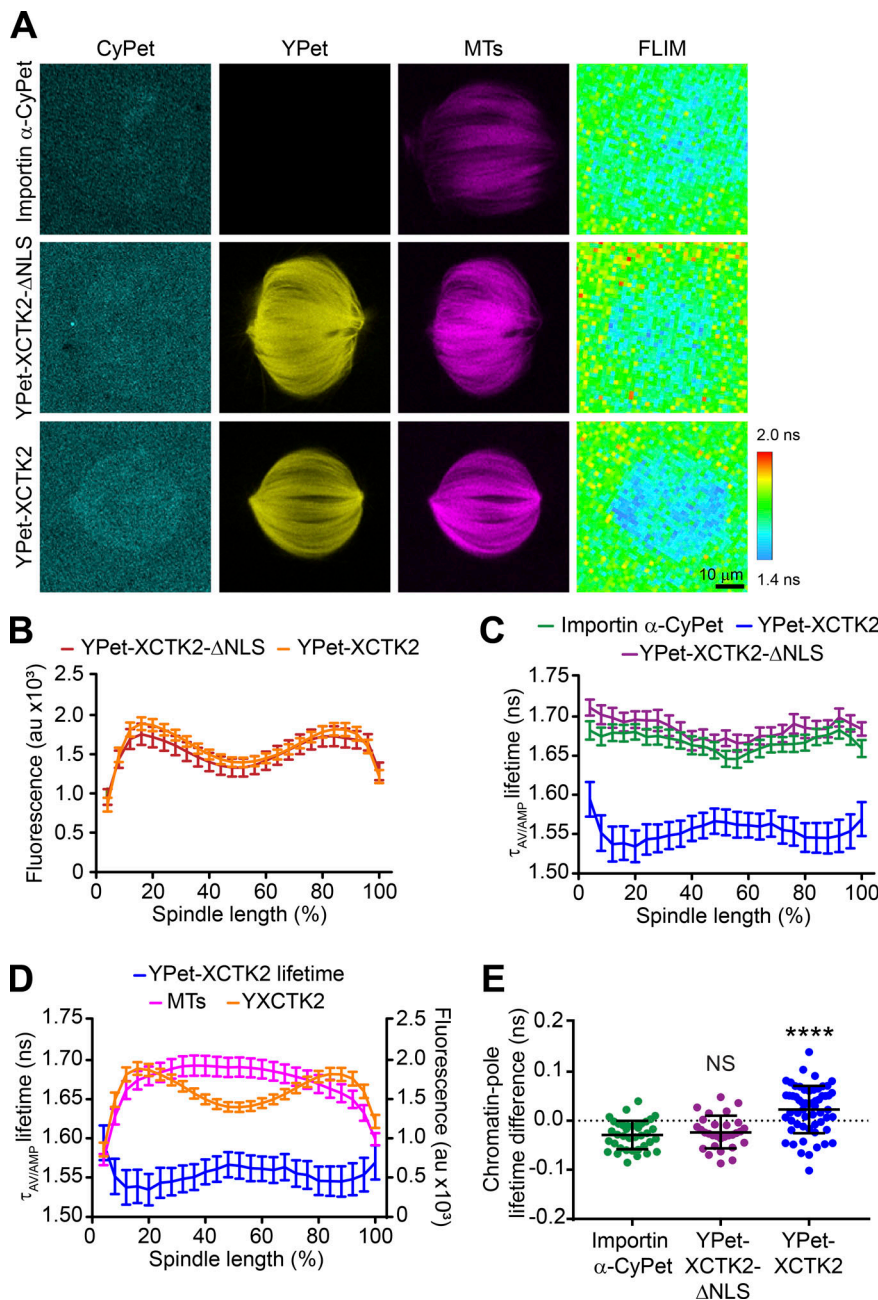 A
CyPet YPet MTs FLIM
Importin α-CyPet
YPet-XCTK2-ΔNLS
YPet-XCTK2
2.0 ns
1.4 ns
10 μm
B
YPet-XCTK2-ΔNLS YPet-XCTK2
Fluorescence (au x10³)
2.5
2.0
1.5
1.0
0.5
0
0 20 40 60 80 100
Spindle length (%)
C
Importin α-CyPet YPet-XCTK2
YPet-XCTK2-ΔNLS
τAV/AMP lifetime (ns)
1.75
1.70
1.65
1.60
1.55
1.50
0 20 40 60 80 100
Spindle length (%)
D
YPet-XCTK2 lifetime
MTs YXCTK2
τAV/AMP lifetime (ns)
1.75
1.70
1.65
1.60
1.55
1.50
Fluorescence (au x10³)
2.5
2.0
1.5
1.0
0.5
0
0 20 40 60 80 100
Spindle length (%)
E
Chromatin-pole
lifetime difference (ns)
0.2
0.1
0.0
-0.1
-0.2
NS
****
Importin
α-CyPet
YPet-
XCTK2-
ΔNLS
YPet-
XCTK2